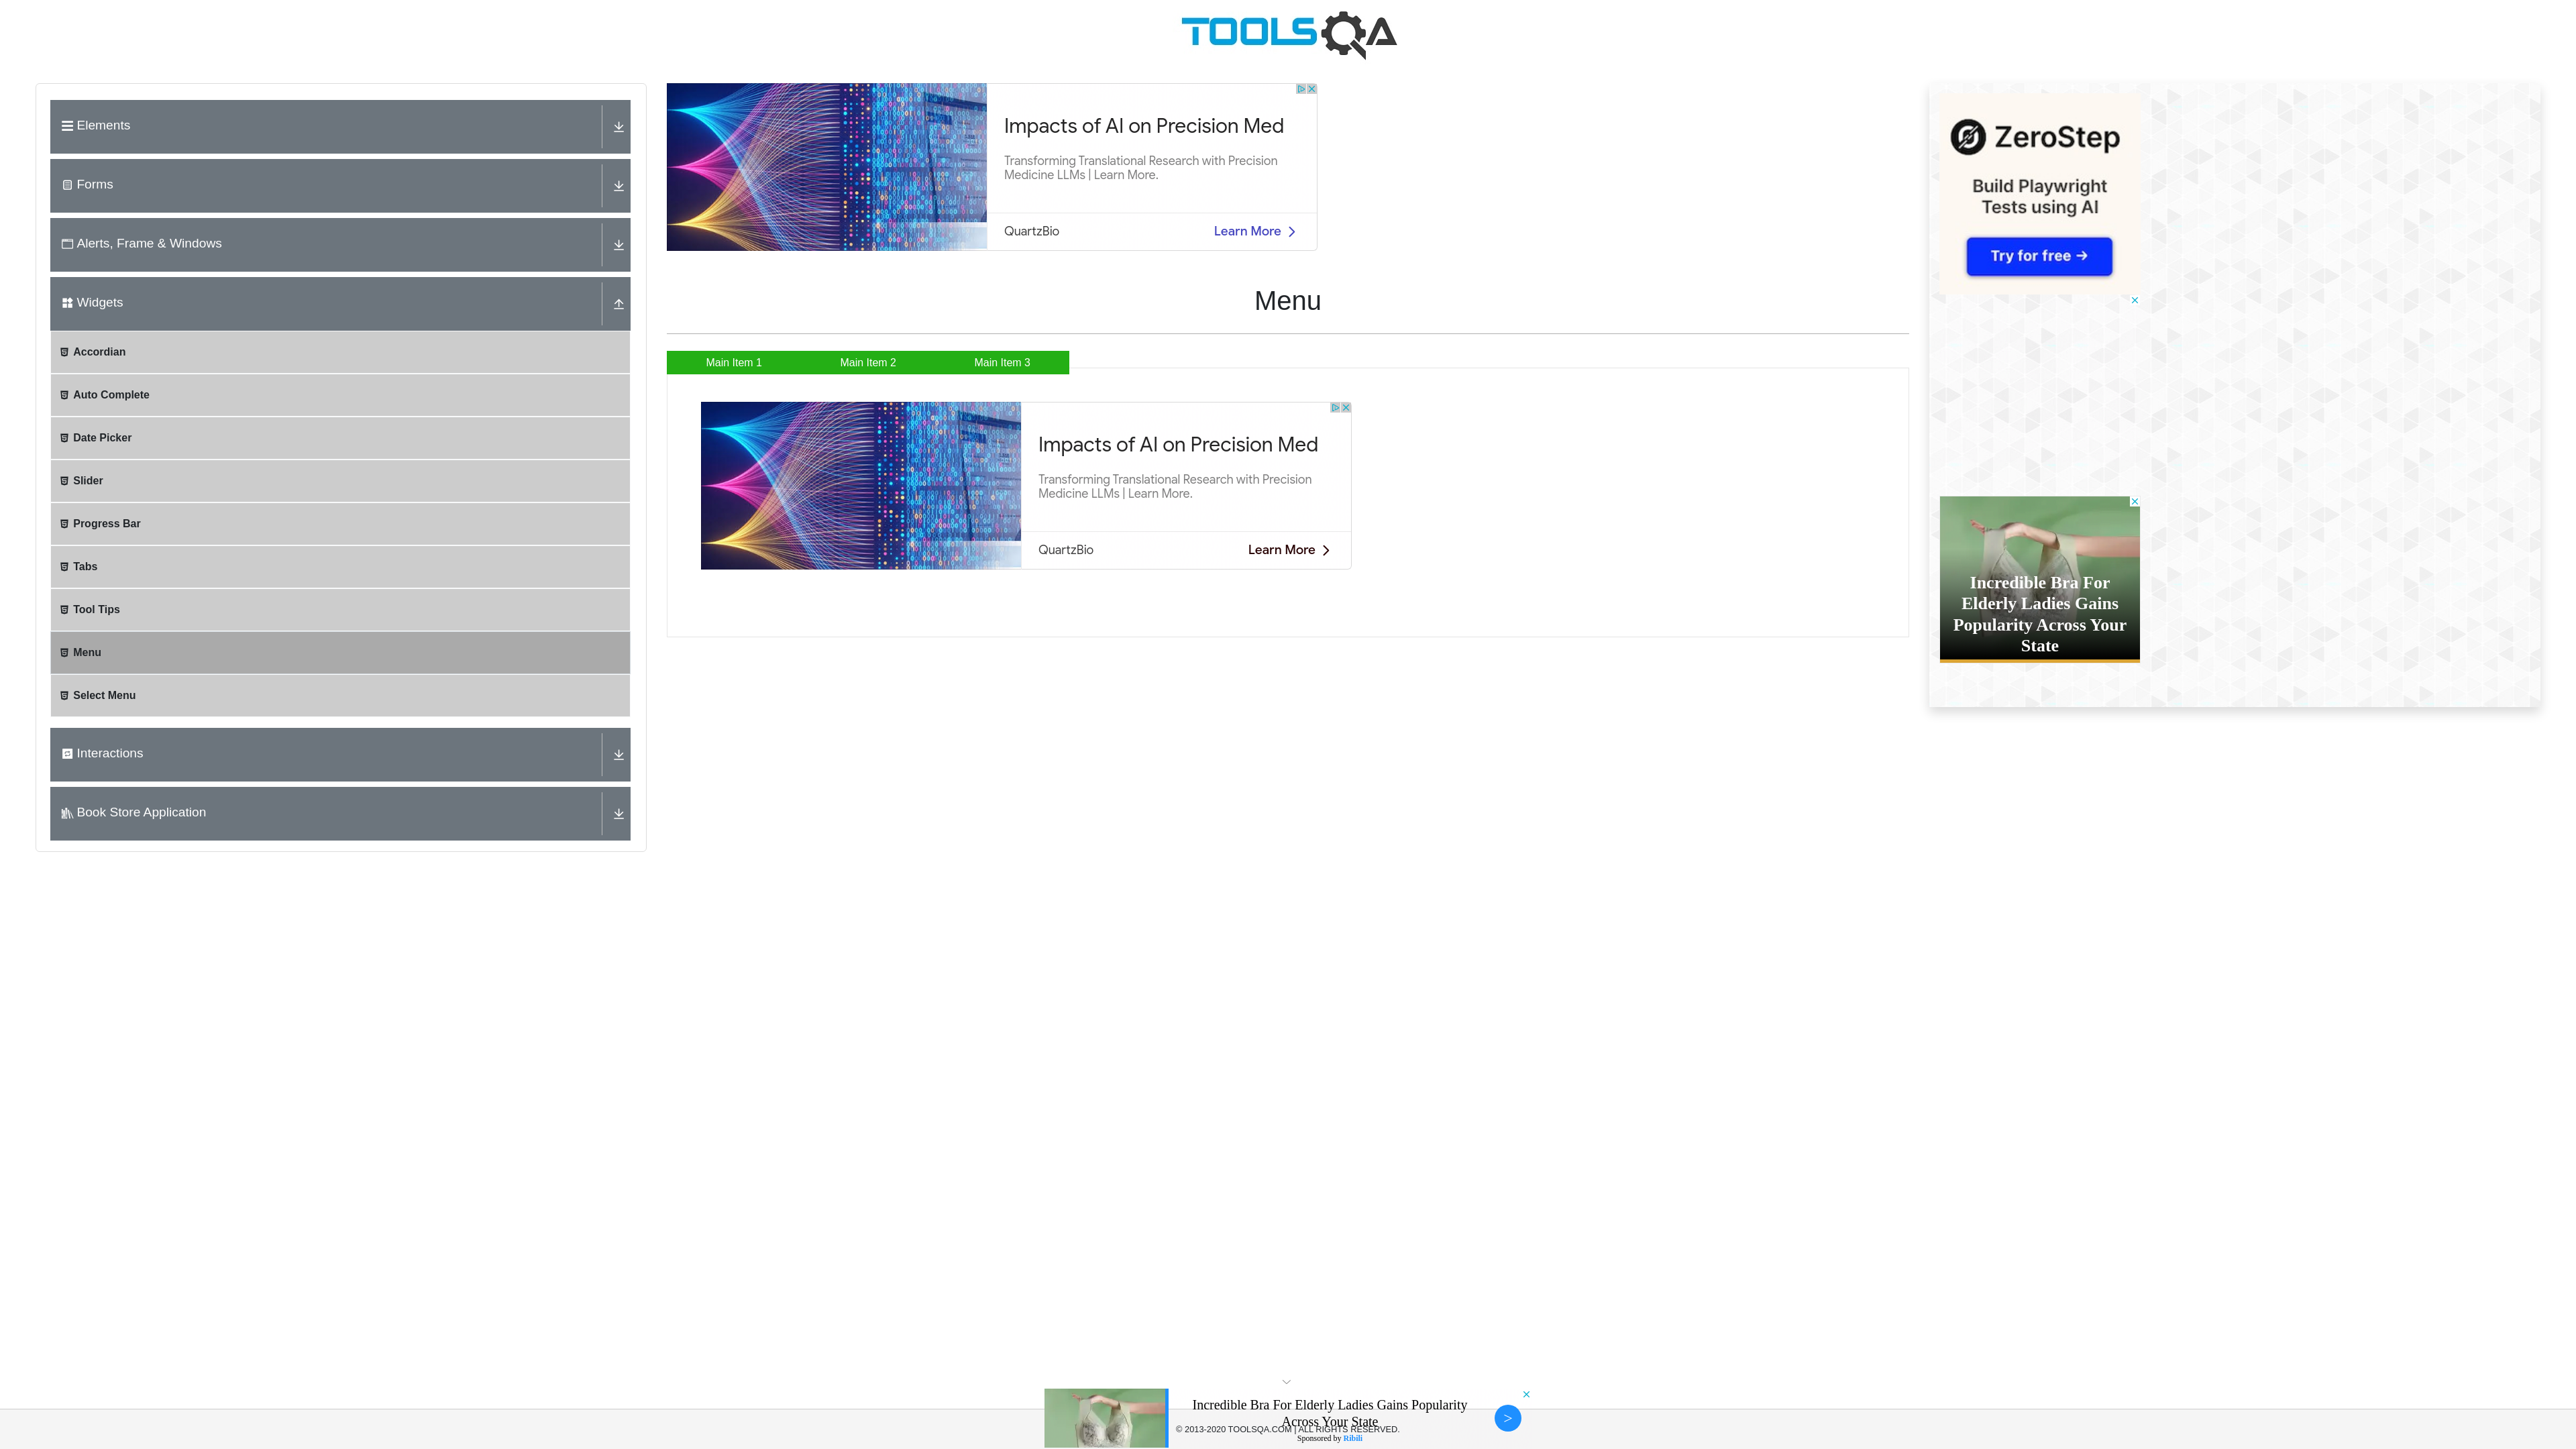 TOOLSQA
Elements
Forms
Alerts, Frame & Windows
Widgets
Accordian
Auto Complete
Date Picker
Slider
Progress Bar
Tabs
Tool Tips
Menu
Select Menu
Interactions
Book Store Application
Impacts of AI on Precision Med
Transforming Translational Research with Precision
Medicine LLMs | Learn More.
QuartzBio
Learn More
Menu
Main Item 1
Main Item 2
Main Item 3
Impacts of AI on Precision Med
Transforming Translational Research with Precision
Medicine LLMs | Learn More.
QuartzBio
Learn More
ZeroStep
Build Playwright
Tests using AI
Try for free →
Incredible Bra For
Elderly Ladies Gains
Popularity Across Your
State
Incredible Bra For Elderly Ladies Gains Popularity
Across Your State
© 2013-2020 TOOLSQA.COM | ALL RIGHTS RESERVED.
Sponsored by Ribili
>